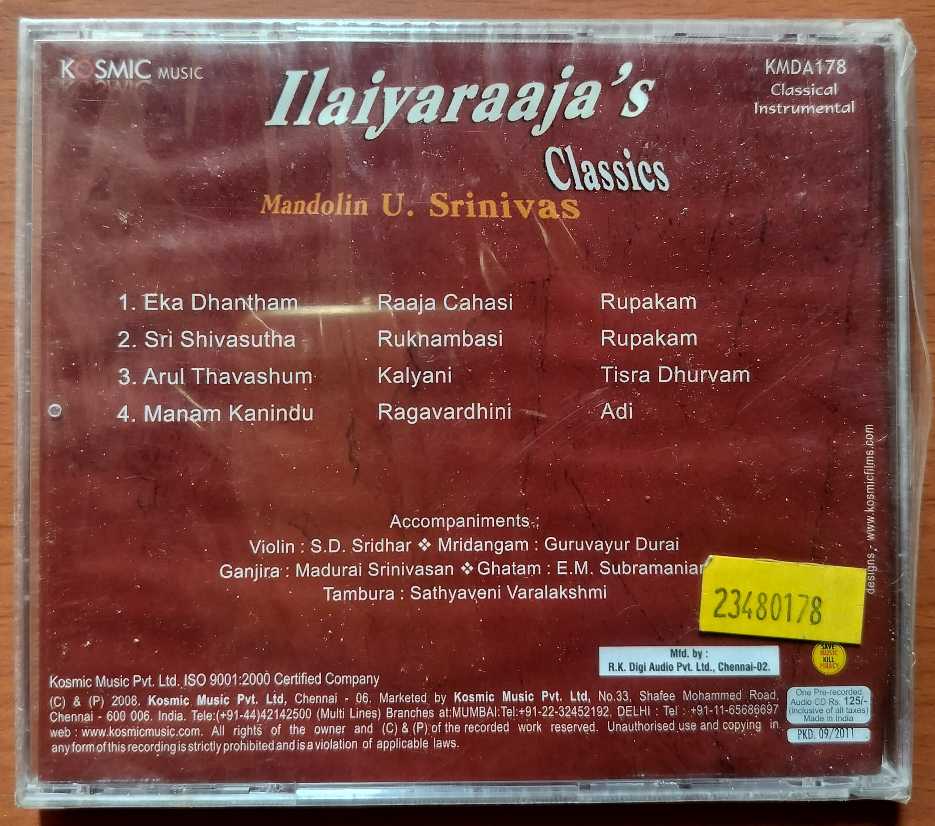 KOSMIC MUSIC
KMDA178
Classical
Instrumental
Ilaiyaraaja's
Classics
Mandolin U. Srinivas
1. Eka Dhantham Raaja Cahasi Rupakam
2. Sri Shivasutha Rukhambasi Rupakam
3. Arul Thavashum Kalyani Tisra Dhurvam
4. Manam Kanindu Ragavardhini Adi
designs - www.kosmicfilms.com
Accompaniments :
Violin : S.D. Sridhar ❖ Mridangam : Guruvayur Durai
Ganjira : Madurai Srinivasan ❖ Ghatam : E.M. Subramaniam
Tambura : Sathyaveni Varalakshmi
23480178
Mfd. by :
R.K. Digi Audio Pvt. Ltd., Chennai-02.
SAVE
MUSIC
KILL
PIRACY
Kosmic Music Pvt. Ltd. ISO 9001:2000 Certified Company
(C) & (P) 2008. Kosmic Music Pvt. Ltd, Chennai - 06. Marketed by Kosmic Music Pvt. Ltd, No.33, Shafee Mohammed Road,
Chennai - 600 006. India. Tele:(+91-44)42142500 (Multi Lines) Branches at:MUMBAI:Tel:+91-22-32452192, DELHI : Tel : +91-11-65686697
web : www.kosmicmusic.com. All rights of the owner and (C) & (P) of the recorded work reserved. Unauthorised use and copying in
any form of this recording is strictly prohibited and is a violation of applicable laws.
One Pre-recorded
Audio CD Rs. 125/-
(inclusive of all taxes)
Made in India
PKD. 09/2011